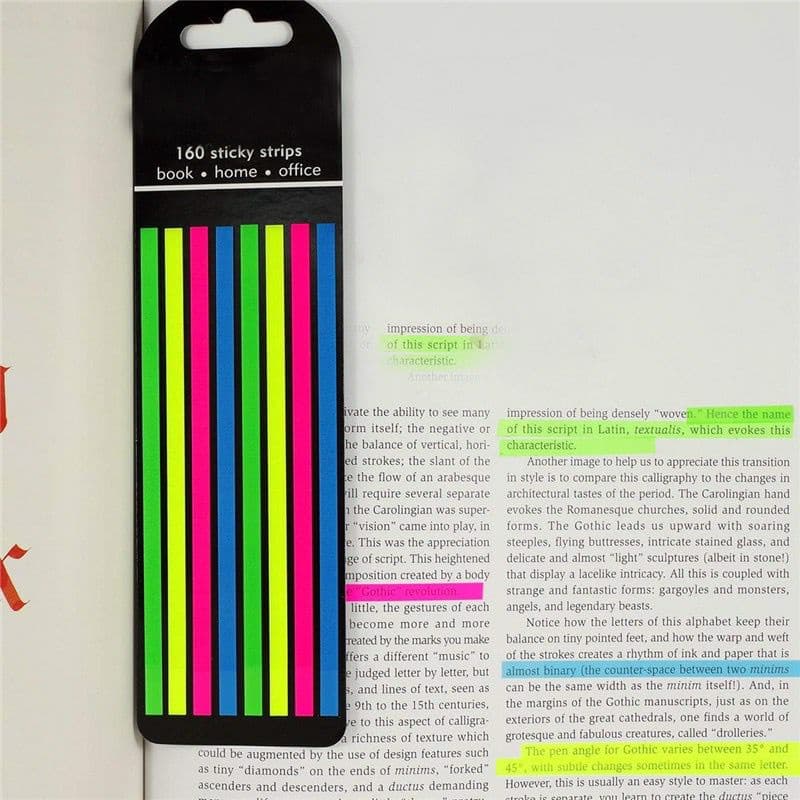 160 sticky strips
book • home • office
impression of being
of this script in
characteristic.
Another image
ivate the ability to see many
orm itself; the negative or
he balance of vertical, hori-
ed strokes; the slant of the
te the flow of an arabesque
ill require several separate
n the Carolingian was super-
r "vision" came into play, in
e. This was the appreciation
ge of script. This heightened
mposition created by a body
e "Gothic" revolution.
little, the gestures of each
become more and more
reated by the marks you make
ffers a different "music" to
e judged letter by letter, but
s, and lines of text, seen as
e 9th to the 15th centuries,
ve to this aspect of calligra-
a richness of texture which
could be augmented by the use of design features such
as tiny "diamonds" on the ends of minims, "forked"
ascenders and descenders, and a ductus demanding
impression of being densely "woven." Hence the name
of this script in Latin, textualis, which evokes this
characteristic.
Another image to help us to appreciate this transition
in style is to compare this calligraphy to the changes in
architectural tastes of the period. The Carolingian hand
evokes the Romanesque churches, solid and rounded
forms. The Gothic leads us upward with soaring
steeples, flying buttresses, intricate stained glass, and
delicate and almost "light" sculptures (albeit in stone!)
that display a lacelike intricacy. All this is coupled with
strange and fantastic forms: gargoyles and monsters,
angels, and legendary beasts.
Notice how the letters of this alphabet keep their
balance on tiny pointed feet, and how the warp and weft
of the strokes creates a rhythm of ink and paper that is
almost binary (the counter-space between two minims
can be the same width as the minim itself!). And, in
the margins of the Gothic manuscripts, just as on the
exteriors of the great cathedrals, one finds a world of
grotesque and fabulous creatures, called "drolleries."
The pen angle for Gothic varies between 35° and
45°, with subtle changes sometimes in the same letter.
However, this is usually an easy style to master: as each
stroke is separate, you learn to create the ductus "piece